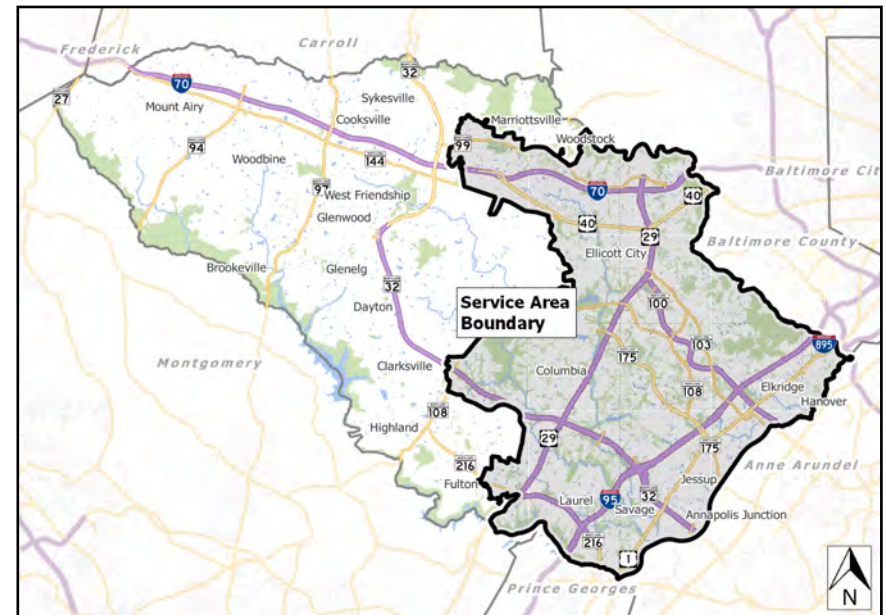 Frederick
Carroll
70
32
27
Mount Airy
Sykesville
Cooksville
Marriottsville
94
99
Woodstock
Woodbine
144
Baltimore Cit
97
West Friendship
70
40
40
Glenwood
29
Baltimore County
Ellicott City
Brookeville
Glenelg
32
Service Area
Boundary
Dayton
100
103
895
Montgomery
175
Clarksville
Columbia
Elkridge
108
Hanover
108
Highland
29
175
216
Anne Arundel
Fulton
Jessup
Laurel
95
32
Savage
Annapolis Junction
216
1
Prince Georges
N